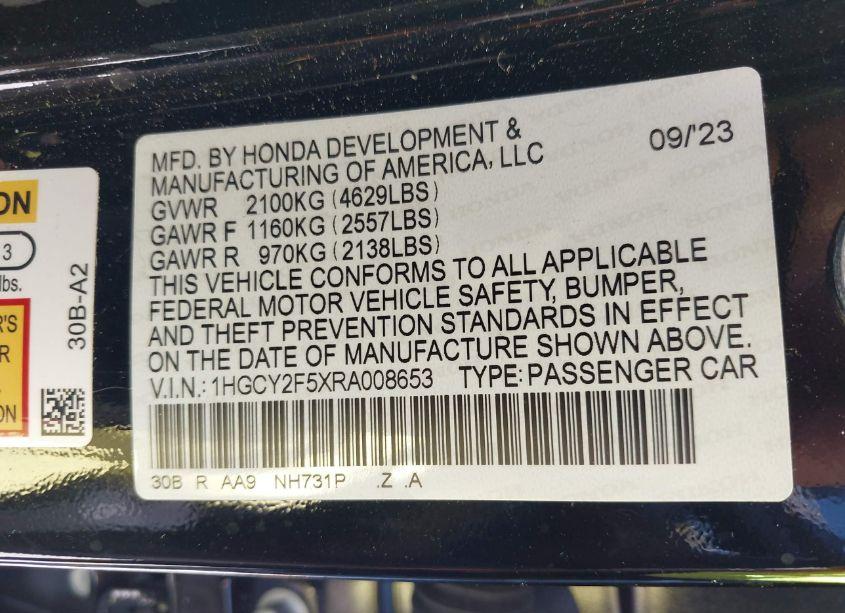 MFD. BY HONDA DEVELOPMENT & 09/'23
MANUFACTURING OF AMERICA, LLC
GVWR 2100KG (4629LBS)
GAWR F 1160KG (2557LBS)
GAWR R 970KG (2138LBS)
THIS VEHICLE CONFORMS TO ALL APPLICABLE
FEDERAL MOTOR VEHICLE SAFETY, BUMPER,
AND THEFT PREVENTION STANDARDS IN EFFECT
ON THE DATE OF MANUFACTURE SHOWN ABOVE.
V.I.N.: 1HGCY2F5XRA008653 TYPE: PASSENGER CAR
30B R AA9 NH731P .Z .A
ON
3
lbs.
R'S
R
ON
30B-A2